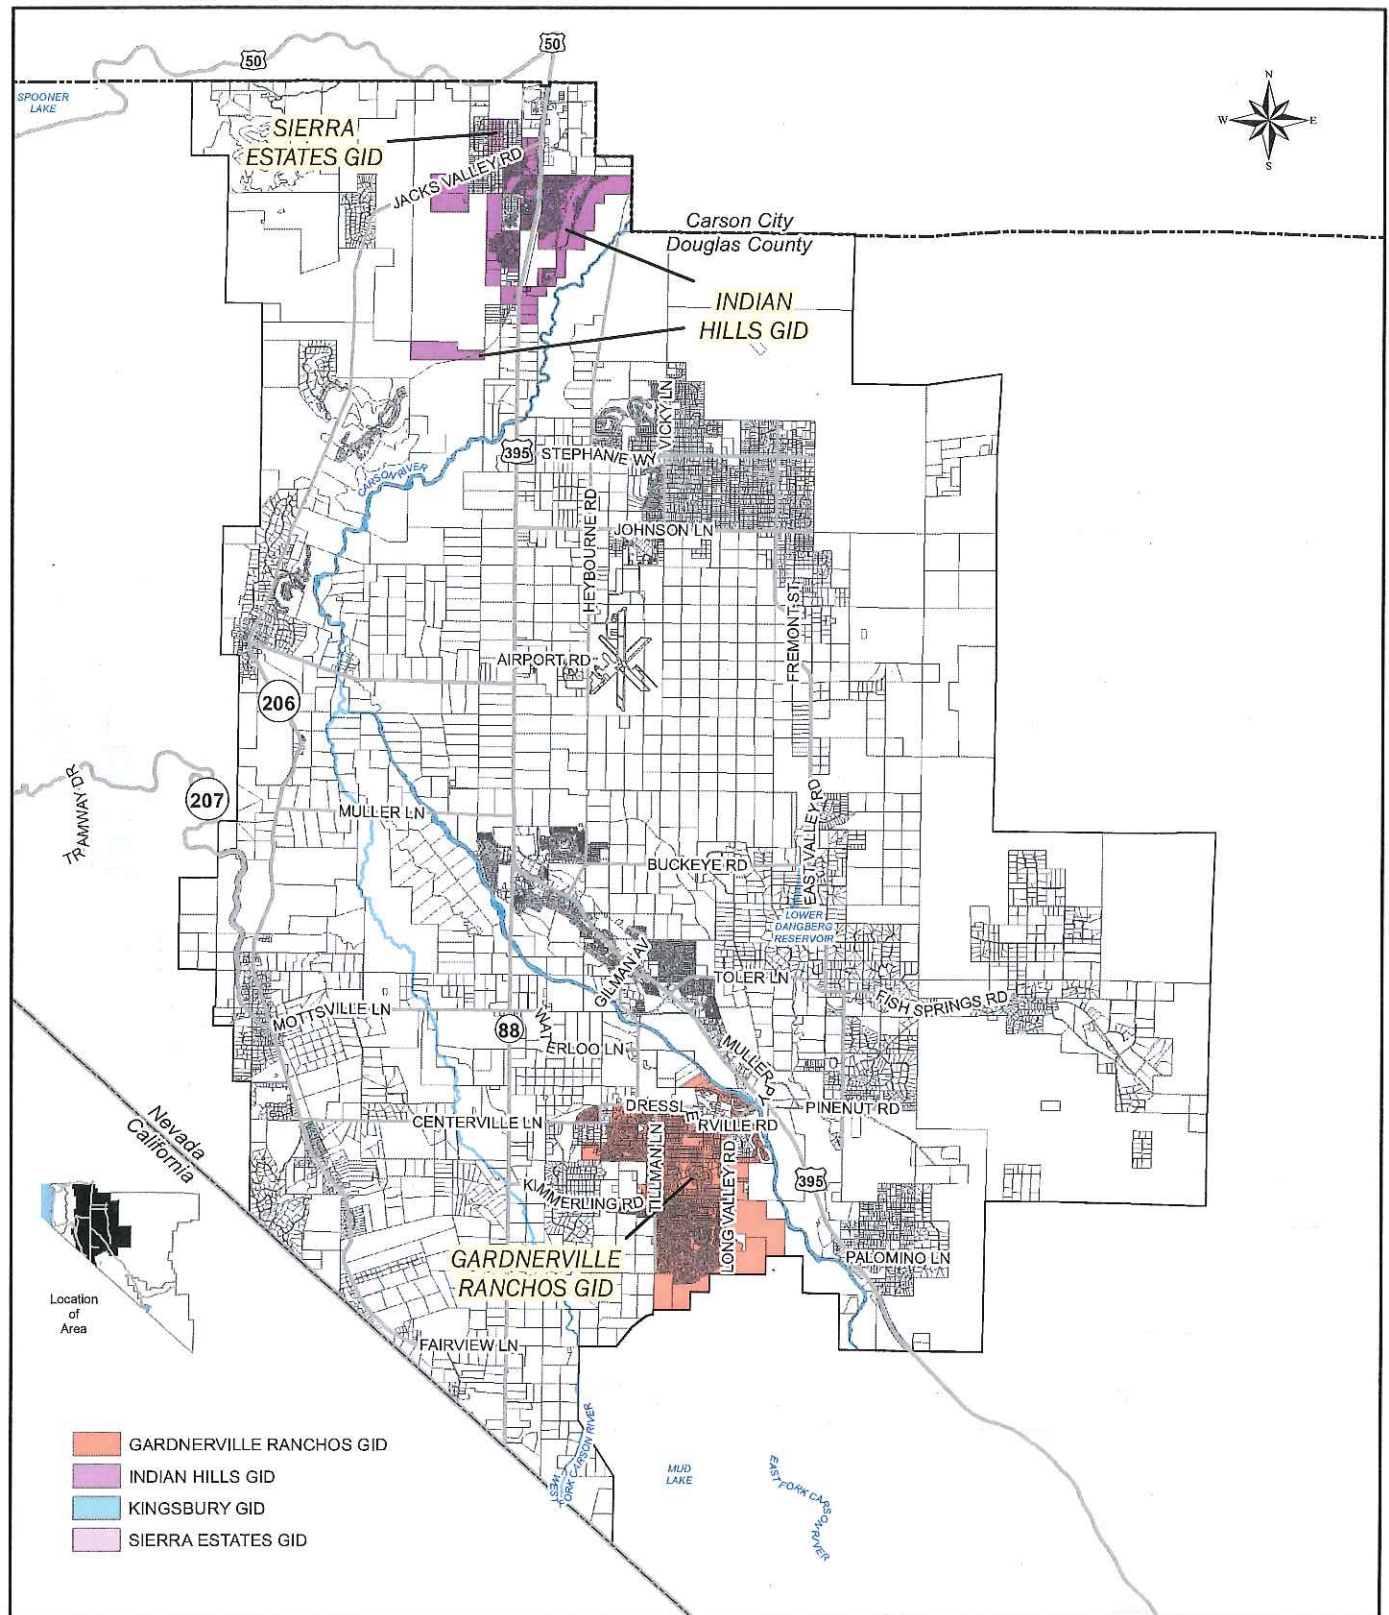 50
50
SPOONER
LAKE
N
W
E
S
SIERRA
ESTATES GID
JACKS VALLEY RD
Carson City
Douglas County
INDIAN
HILLS GID
VICKY LN
395
STEPHANIE WY
CARSON RIVER
HEYBOURNE RD
JOHNSON LN
FREMONT ST
AIRPORT RD
206
TRAMWAY DR
207
MULLER LN
EAST VALLEY RD
BUCKEYE RD
LOWER
DANGBERG
RESERVOIR
GILMAN AV
TOLER LN
FISH SPRINGS RD
MOTTSVILLE LN
88
WATERLOO LN
MULLER PY
Nevada
California
DRESSLERVILLE RD
PINENUT RD
CENTERVILLE LN
TILLMAN LN
LONG VALLEY RD
395
KIMMERLING RD
GARDNERVILLE
RANCHOS GID
PALOMINO LN
Location
of
Area
FAIRVIEW LN
WEST FORK CARSON RIVER
MUD
LAKE
EAST FORK CARSON RIVER
GARDNERVILLE RANCHOS GID
INDIAN HILLS GID
KINGSBURY GID
SIERRA ESTATES GID